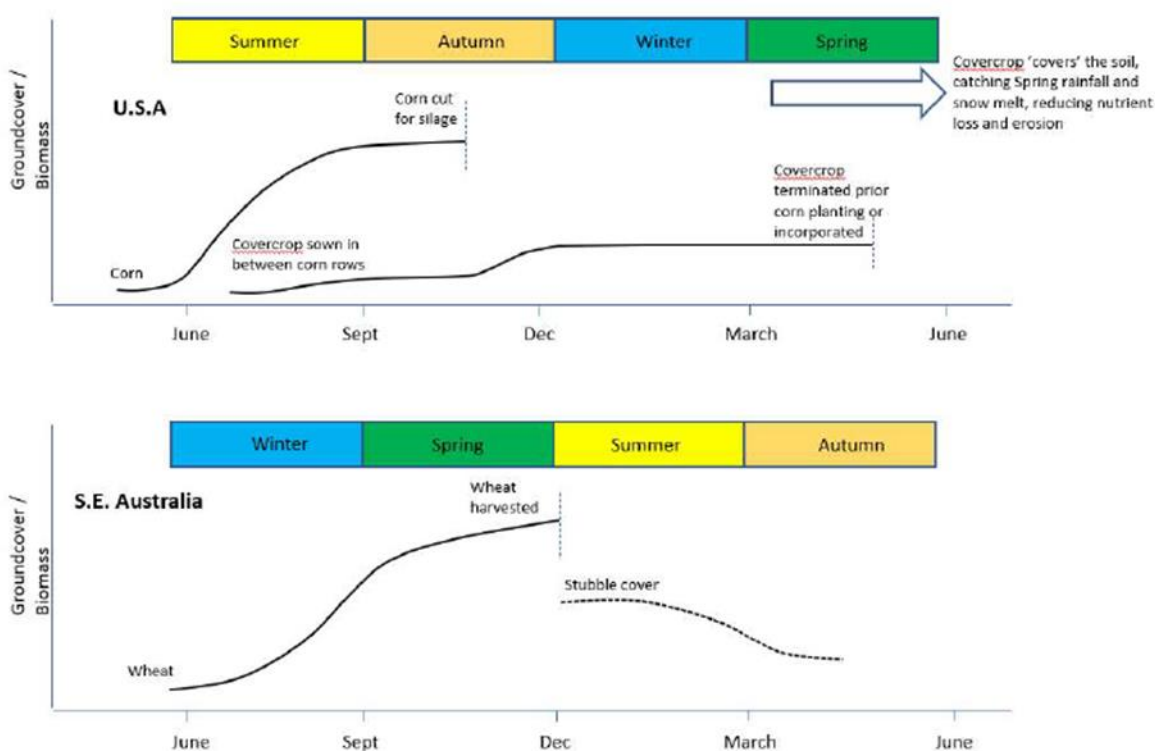 Summer
Autumn
Winter
Spring
Groundcover /
Biomass
U.S.A
Corn cut
for silage
Covercrop 'covers' the soil,
catching Spring rainfall and
snow melt, reducing nutrient
loss and erosion
Covercrop
terminated prior
corn planting or
incorporated
Covercrop sown in
between corn rows
Corn
June
Sept
Dec
March
June
Winter
Spring
Summer
Autumn
Groundcover /
Biomass
S.E. Australia
Wheat
harvested
Stubble cover
Wheat
June
Sept
Dec
March
June